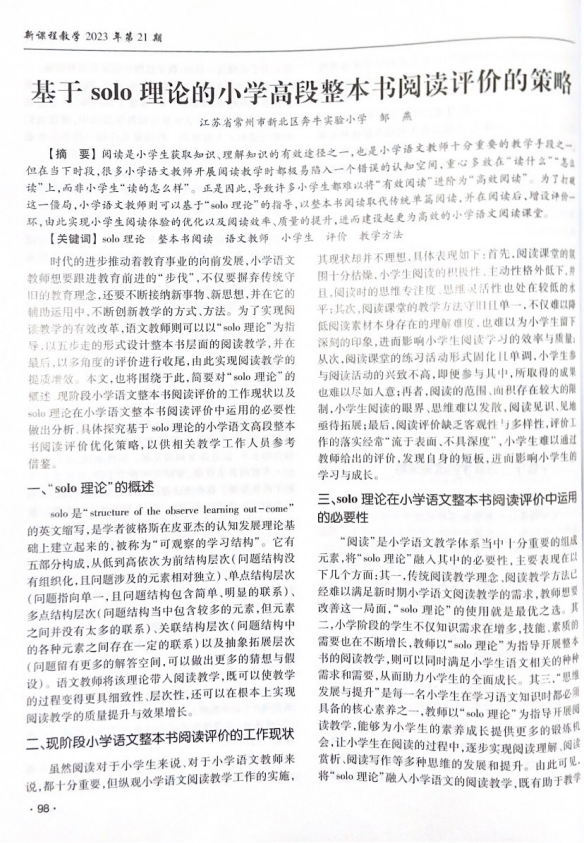 新课程教学 2023 年第 21 期
基于 solo 理论的小学高段整本书阅读评价的策略
江苏省常州市新北区奔牛实验小学 邹 燕
【摘 要】阅读是小学生获取知识、理解知识的有效途径之一，也是小学语文教师十分重要的教学手段之一。
但在当下时段，很多小学语文教师开展阅读教学时都极易陷入一个错误的认知空间，重心多放在“读什么”“怎么
读”上，而非小学生“读的怎么样”。正是因此，导致许多小学生都难以将“有效阅读”进阶为“高效阅读”。为了打破
这一僵局，小学语文教师则可以基于“solo 理论”的指导，以整本书阅读取代传统单篇阅读，并在阅读后，增设评价一
环，由此实现小学生阅读体验的优化以及阅读效率、质量的提升，进而建设起更为高效的小学语文阅读课堂。
【关键词】solo 理论 整本书阅读 语文教师 小学生 评价 教学方法
时代的进步推动着教育事业的向前发展，小学语文
教师想要跟进教育前进的“步伐”，不仅要摒弃传统守
旧的教育理念，还要不断接纳新事物、新思想，并在它的
辅助运用中，不断创新教学的方式、方法。为了实现阅
读教学的有效改革，语文教师则可以以“solo 理论”为指
导，以五步走的形式设计整本书层面的阅读教学，并在
最后，以多角度的评价进行收尾，由此实现阅读教学的
提质增效。本文，也将围绕于此，简要对“solo 理论”的
概述 现阶段小学语文整本书阅读评价的工作现状以及
solo 理论在小学语文整本书阅读评价中运用的必要性
做出分析。具体探究基于 solo 理论的小学语文高段整本
书阅读评价优化策略，以供相关教学工作人员参考
借鉴。
一、“solo 理论”的概述
solo 是“structure of the observe learning out-come”
的英文缩写，是学者彼格斯在皮亚杰的认知发展理论基
础上建立起来的，被称为“可观察的学习结构”。它有
五部分构成，从低到高依次为前结构层次（问题结构没
有组织化，且问题涉及的元素相对独立）、单点结构层次
（问题指向单一，且问题结构包含简单、明显的联系）、
多点结构层次（问题结构当中包含较多的元素，但元素
之间并没有太多的联系）、关联结构层次（问题结构中
的各种元素之间存在一定的联系）以及抽象拓展层次
（问题留有更多的解答空间，可以做出更多的猜想与假
设）。语文教师将该理论带入阅读教学，既可以使教学
的过程变得更具细致性、层次性，还可以在根本上实现
阅读教学的质量提升与效果增长。
二、现阶段小学语文整本书阅读评价的工作现状
虽然阅读对于小学生来说、对于小学语文教师来
说，都十分重要，但纵观小学语文阅读教学工作的实施，
其现状却并不理想，具体表现如下：首先，阅读课堂的氛
围十分枯燥，小学生阅读的积极性、主动性格外低下，并
且，阅读时的思维专注度、思维灵活性也处在较低的水
平；其次，阅读课堂的教学方法守旧且单一，不仅难以降
低阅读素材本身存在的理解难度，也难以为小学生留下
深刻的印象，进而影响小学生阅读学习的效率与质量；
从次，阅读课堂的练习活动形式固化且单调，小学生参
与阅读活动的兴致不高，即便参与其中，所取得的成果
也难以尽如人意；再者，阅读的范围、面积存在较大的限
制，小学生阅读的眼界、思维难以发散，阅读见识、见地
亟待拓展；最后，阅读评价缺乏客观性与多样性，评价工
作的落实经常“流于表面、不具深度”，小学生难以通过
教师给出的评价，发现自身的短板，进而影响小学生的
学习与成长。
三、solo 理论在小学语文整本书阅读评价中运用
的必要性
“阅读”是小学语文教学体系当中十分重要的组成
元素，将“solo 理论”融入其中的必要性，主要表现在以
下几个方面：其一，传统阅读教学理念、阅读教学方法已
经难以满足新时期小学语文阅读教学的需求，教师想要
改善这一局面，“solo 理论”的使用就是最优之选。其
二，小学阶段的学生不仅知识需求在增多，技能、素质的
需要也在不断增长，教师以“solo 理论”为指导开展整本
书的阅读教学，则可以同时满足小学生语文相关的种种
需求和需要，从而助力小学生的全面成长。其三，“思维
发展与提升”是每一名小学生在学习语文知识时都必须
具备的核心素养之一，教师以“solo 理论”为指导开展阅
读教学，能够为小学生的素养成长提供更多的锻炼机
会，让小学生在阅读的过程中，逐步实现阅读理解、阅读
赏析、阅读写作等多种思维的发展和提升。由此可见，
将“solo 理论”融入小学语文的阅读教学，既有助于教学
·98·